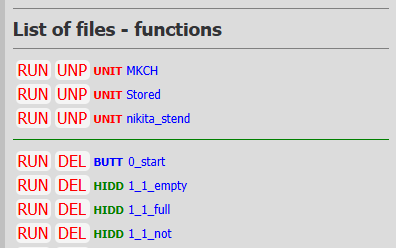 List of files - functions
RUN UNP UNIT MKCH
RUN UNP UNIT Stored
RUN UNP UNIT nikita_stend
RUN DEL BUTT 0_start
RUN DEL HIDD 1_1_empty
RUN DEL HIDD 1_1_full
RUN DEL HIDD 1_1_not